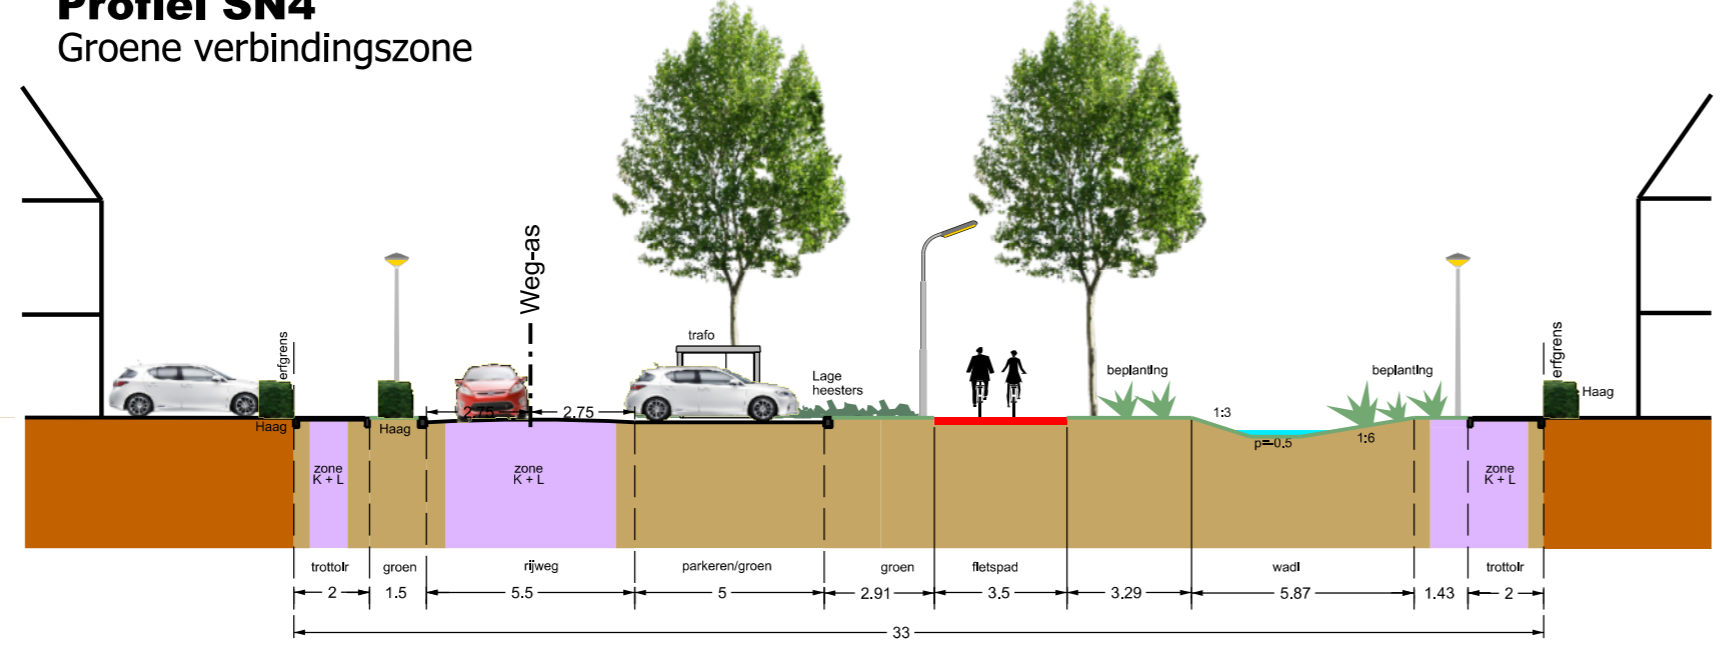 Profiel SN4
Groene verbindingszone
Weg-as
erfgrens
erfgrens
trafo
Lage
heesters
beplanting
beplanting
Haag
Haag
Haag
2.75
2.75
1:3
p=-0.5
1:6
zone
K + L
zone
K + L
zone
K + L
trottoir
groen
rijweg
parkeren/groen
groen
fietspad
wadi
trottoir
2
1.5
5.5
5
2.91
3.5
3.29
5.87
1.43
2
33